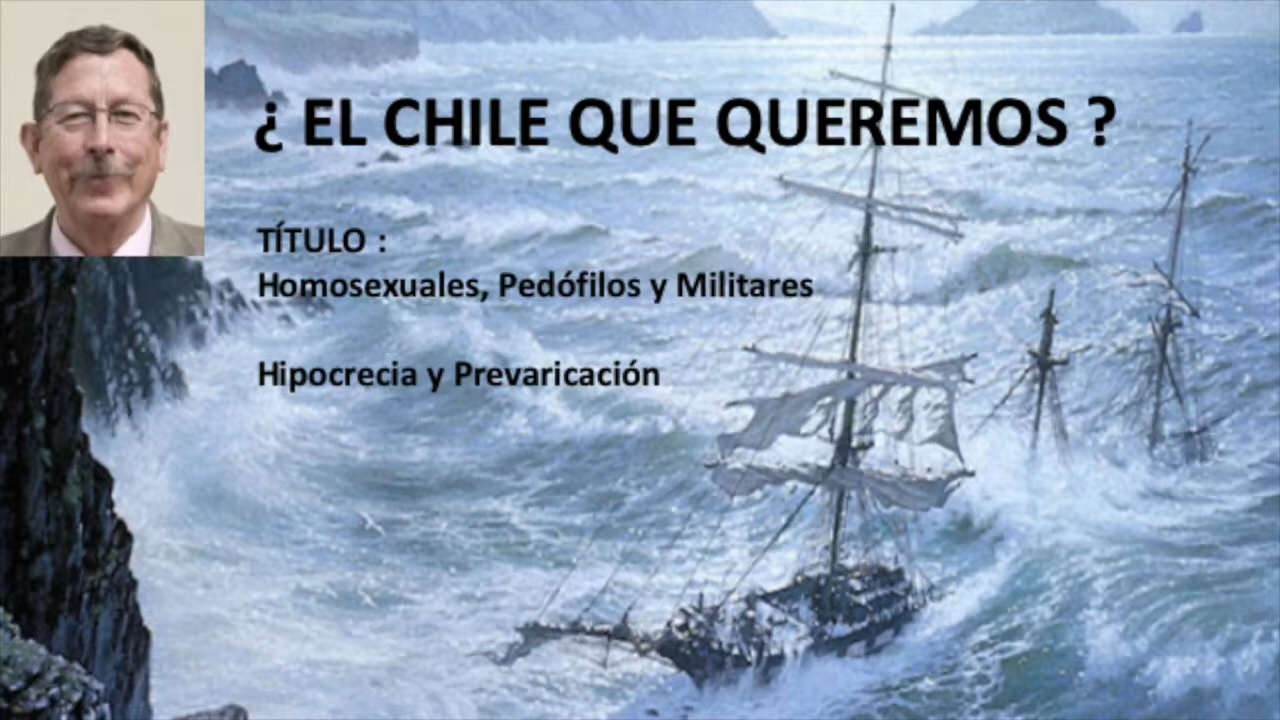 ¿ EL CHILE QUE QUEREMOS ?
TÍTULO :
Homosexuales, Pedófilos y Militares
Hipocrecia y Prevaricación